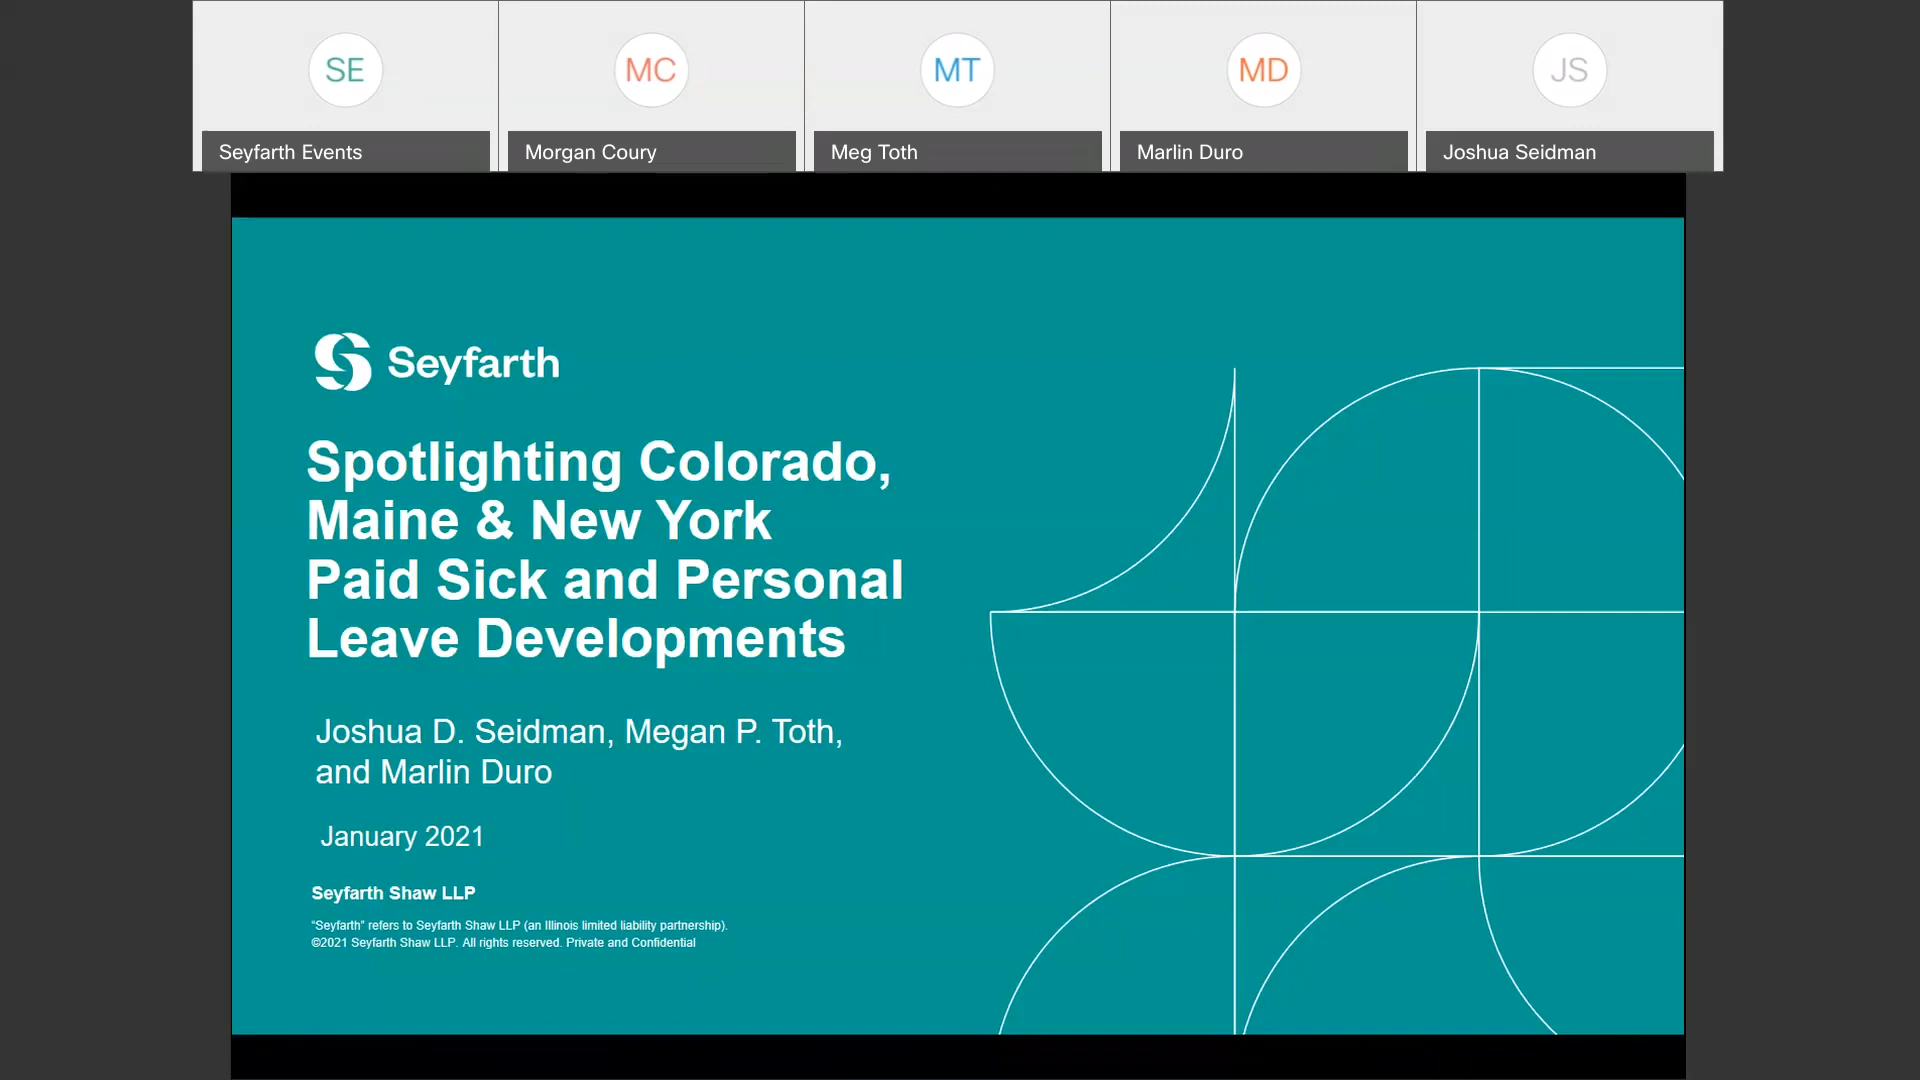 SE
MC
MT
MD
JS
Seyfarth Events
Morgan Coury
Meg Toth
Marlin Duro
Joshua Seidman
Seyfarth
Spotlighting Colorado,
Maine & New York
Paid Sick and Personal
Leave Developments
Joshua D. Seidman, Megan P. Toth,
and Marlin Duro
January 2021
Seyfarth Shaw LLP
“Seyfarth” refers to Seyfarth Shaw LLP (an Illinois limited liability partnership).
©2021 Seyfarth Shaw LLP. All rights reserved. Private and Confidential